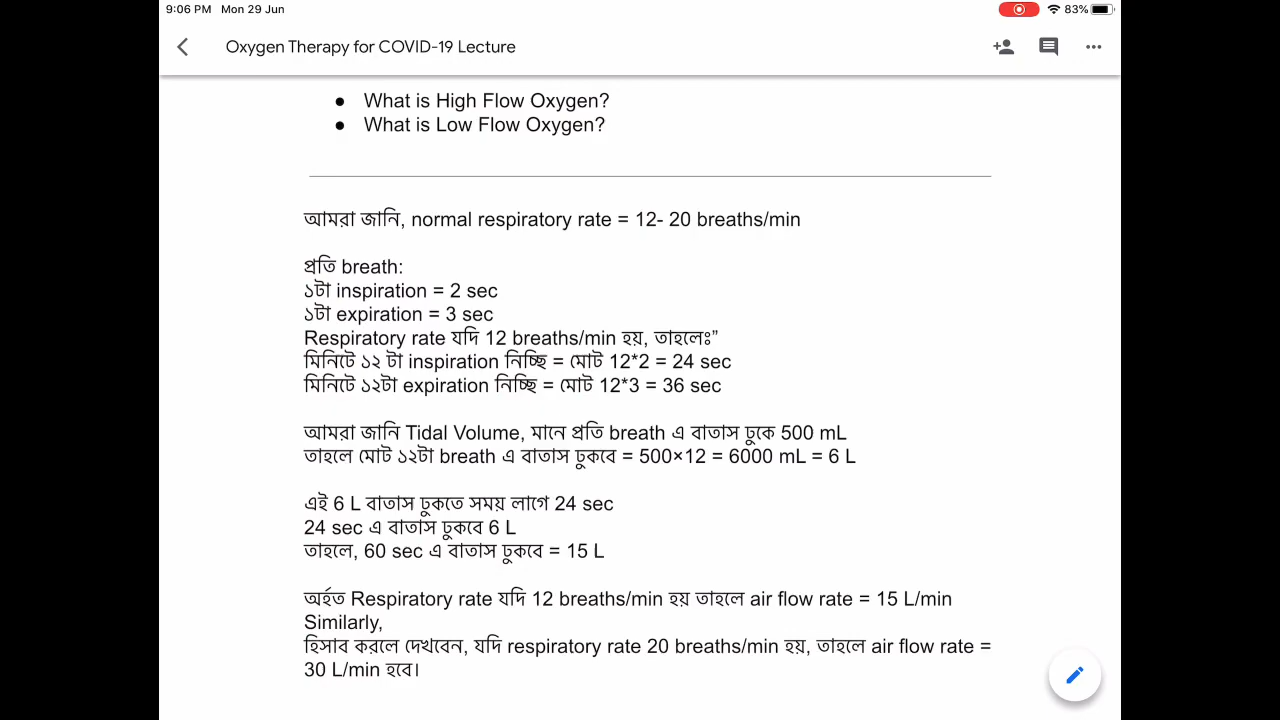 9:06 PM Mon 29 Jun 83%
Oxygen Therapy for COVID-19 Lecture
● What is High Flow Oxygen?
● What is Low Flow Oxygen?
আমরা জানি, normal respiratory rate = 12- 20 breaths/min
প্রতি breath:
১টা inspiration = 2 sec
১টা expiration = 3 sec
Respiratory rate যদি 12 breaths/min হয়, তাহলেঃ”
মিনিটে ১২ টা inspiration নিচ্ছি = মোট 12*2 = 24 sec
মিনিটে ১২টা expiration নিচ্ছি = মোট 12*3 = 36 sec
আমরা জানি Tidal Volume, মানে প্রতি breath এ বাতাস ঢুকে 500 mL
তাহলে মোট ১২টা breath এ বাতাস ঢুকবে = 500×12 = 6000 mL = 6 L
এই 6 L বাতাস ঢুকতে সময় লাগে 24 sec
24 sec এ বাতাস ঢুকবে 6 L
তাহলে, 60 sec এ বাতাস ঢুকবে = 15 L
অর্হত Respiratory rate যদি 12 breaths/min হয় তাহলে air flow rate = 15 L/min
Similarly,
হিসাব করলে দেখবেন, যদি respiratory rate 20 breaths/min হয়, তাহলে air flow rate =
30 L/min হবে।